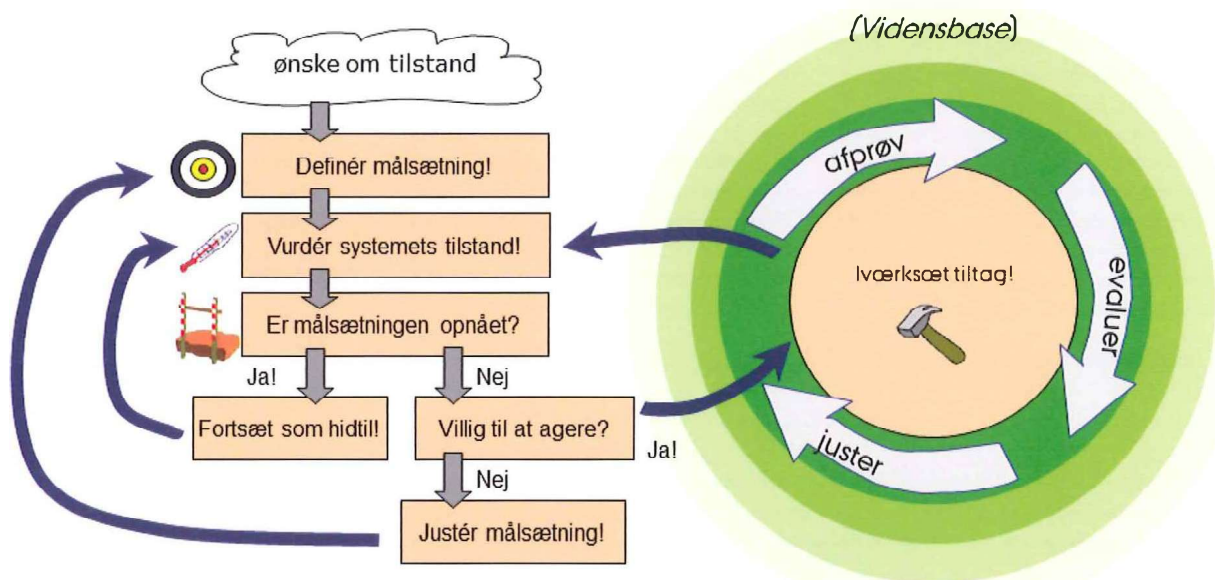 ønske om tilstand
Definér målsætning!
Vurdér systemets tilstand!
Er målsætningen opnået?
Ja!
Nej
Fortsæt som hidtil!
Villig til at agere?
Ja!
Nej
Justér målsætning!
(Vidensbase)
afprøv
evaluer
juster
Iværksæt tiltag!